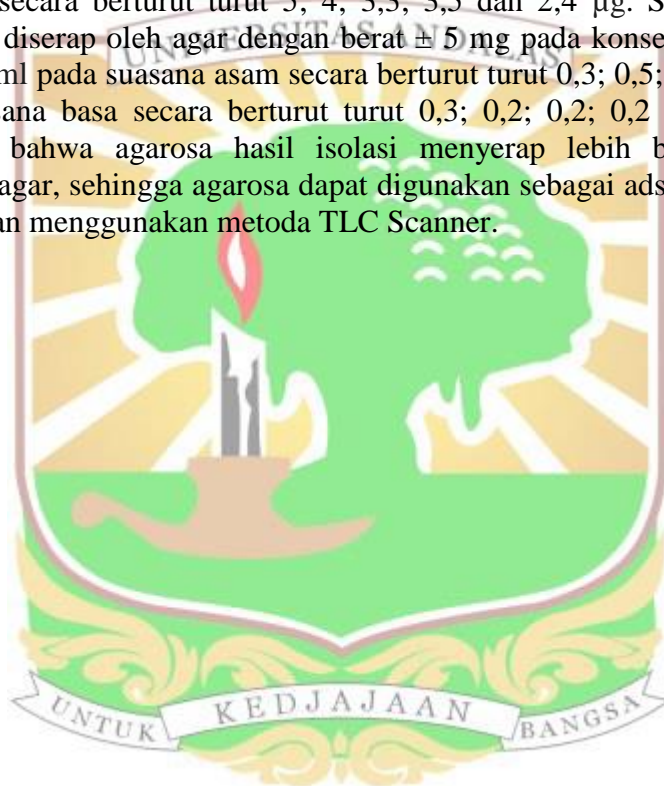 secara berturut turut 5, 4, 3,3, 3,5 dan 2,4 µg. S
diserap oleh agar dengan berat ± 5 mg pada konse
ml pada suasana asam secara berturut turut 0,3; 0,5;
ana basa secara berturut turut 0,3; 0,2; 0,2; 0,2
bahwa agarosa hasil isolasi menyerap lebih b
agar, sehingga agarosa dapat digunakan sebagai ads
an menggunakan metoda TLC Scanner.
UNIVERSITAS ANDALAS
UNTUK KEDJAJAAN BANGSA